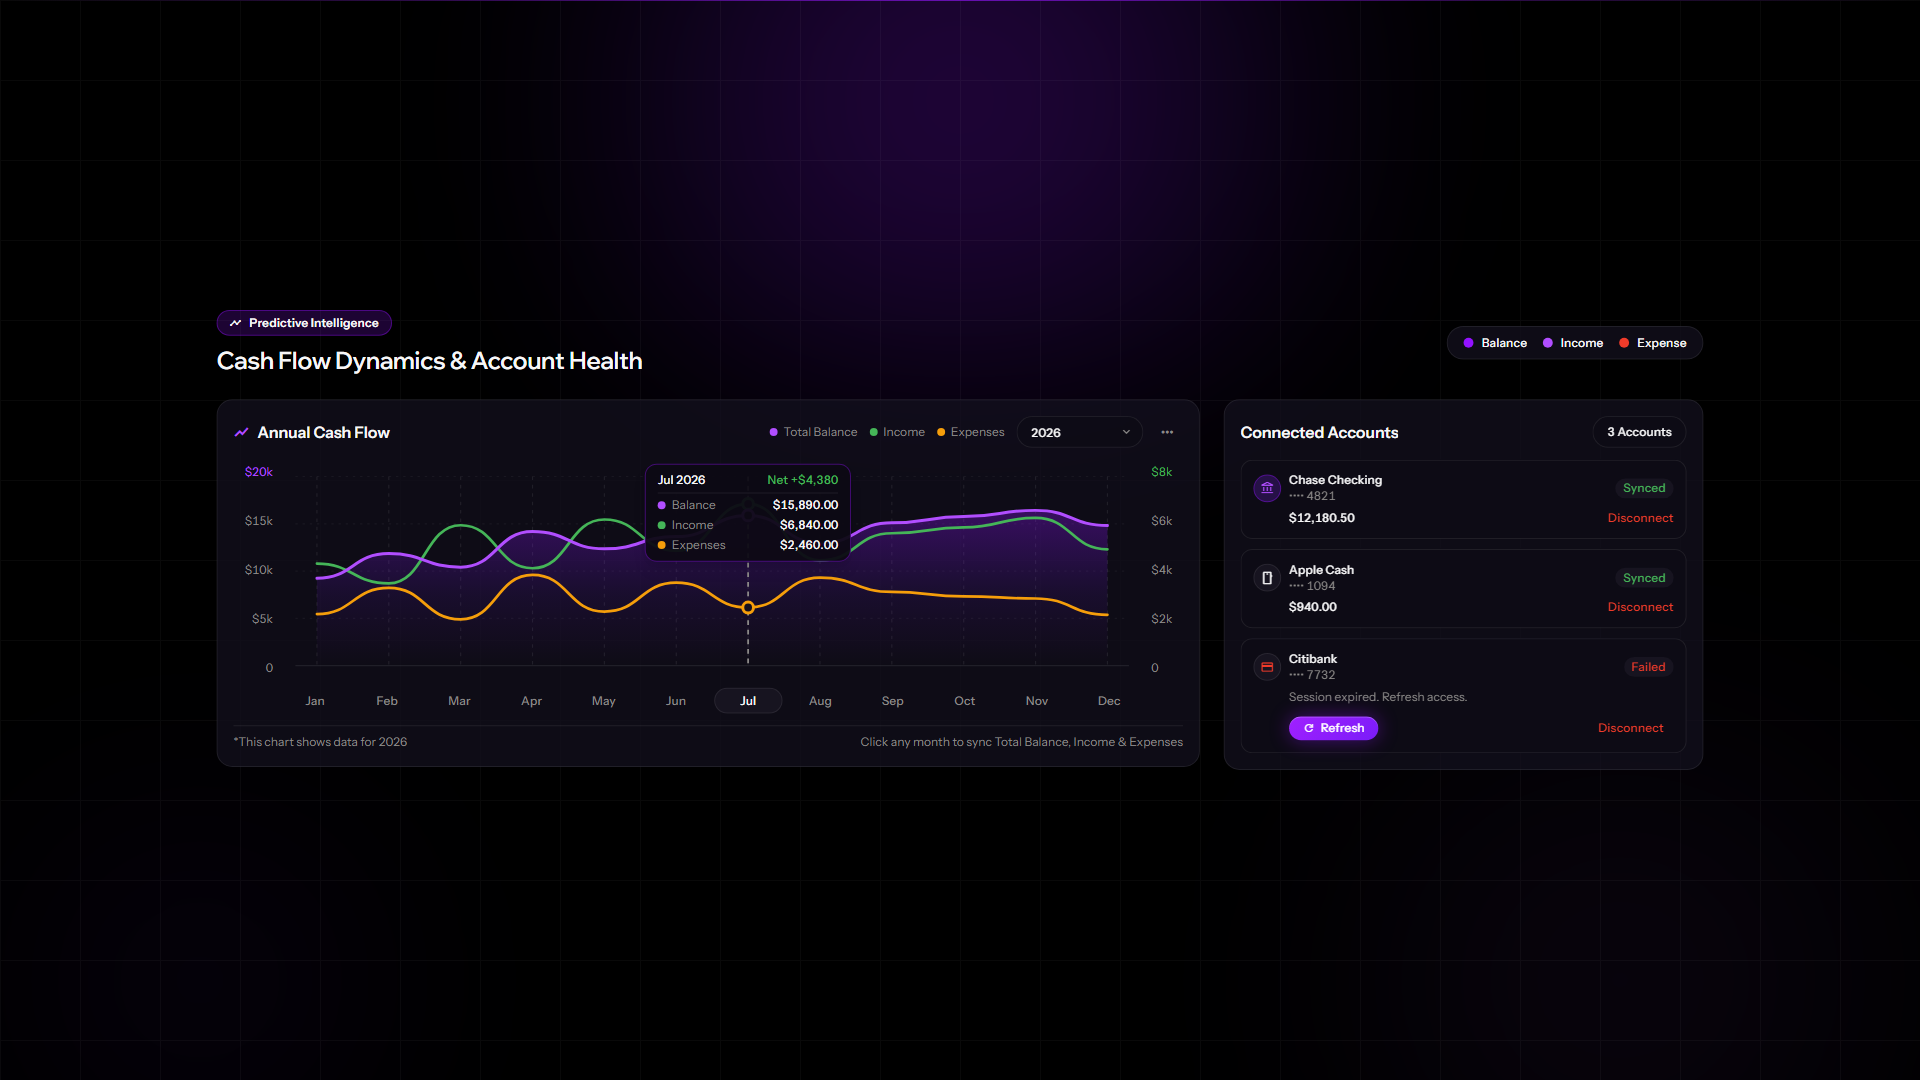 Predictive Intelligence
Cash Flow Dynamics & Account Health
Balance Income Expense
Annual Cash Flow
Total Balance Income Expenses
2026
$20k
$15k
$10k
$5k
0
Jul 2026 Net +$4,380
Balance $15,890.00
Income $6,840.00
Expenses $2,460.00
$8k
$6k
$4k
$2k
0
Jan Feb Mar Apr May Jun Jul Aug Sep Oct Nov Dec
*This chart shows data for 2026
Click any month to sync Total Balance, Income & Expenses
Connected Accounts
3 Accounts
Chase Checking
•••• 4821
Synced
$12,180.50
Disconnect
Apple Cash
•••• 1094
Synced
$940.00
Disconnect
Citibank
•••• 7732
Failed
Session expired. Refresh access.
Refresh
Disconnect